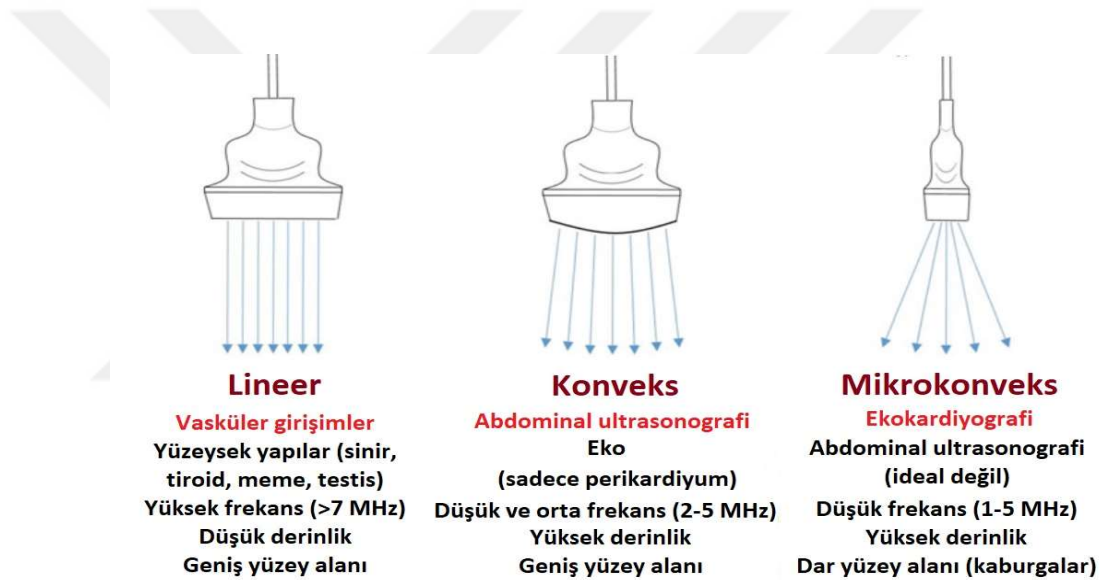 Lineer
Vasküler girişimler
Yüzeysek yapılar (sinir,
tiroid, meme, testis)
Yüksek frekans (>7 MHz)
Düşük derinlik
Geniş yüzey alanı
Konveks
Abdominal ultrasonografi
Eko
(sadece perikardiyum)
Düşük ve orta frekans (2-5 MHz)
Yüksek derinlik
Geniş yüzey alanı
Mikrokonveks
Ekokardiyografi
Abdominal ultrasonografi
(ideal değil)
Düşük frekans (1-5 MHz)
Yüksek derinlik
Dar yüzey alanı (kaburgalar)